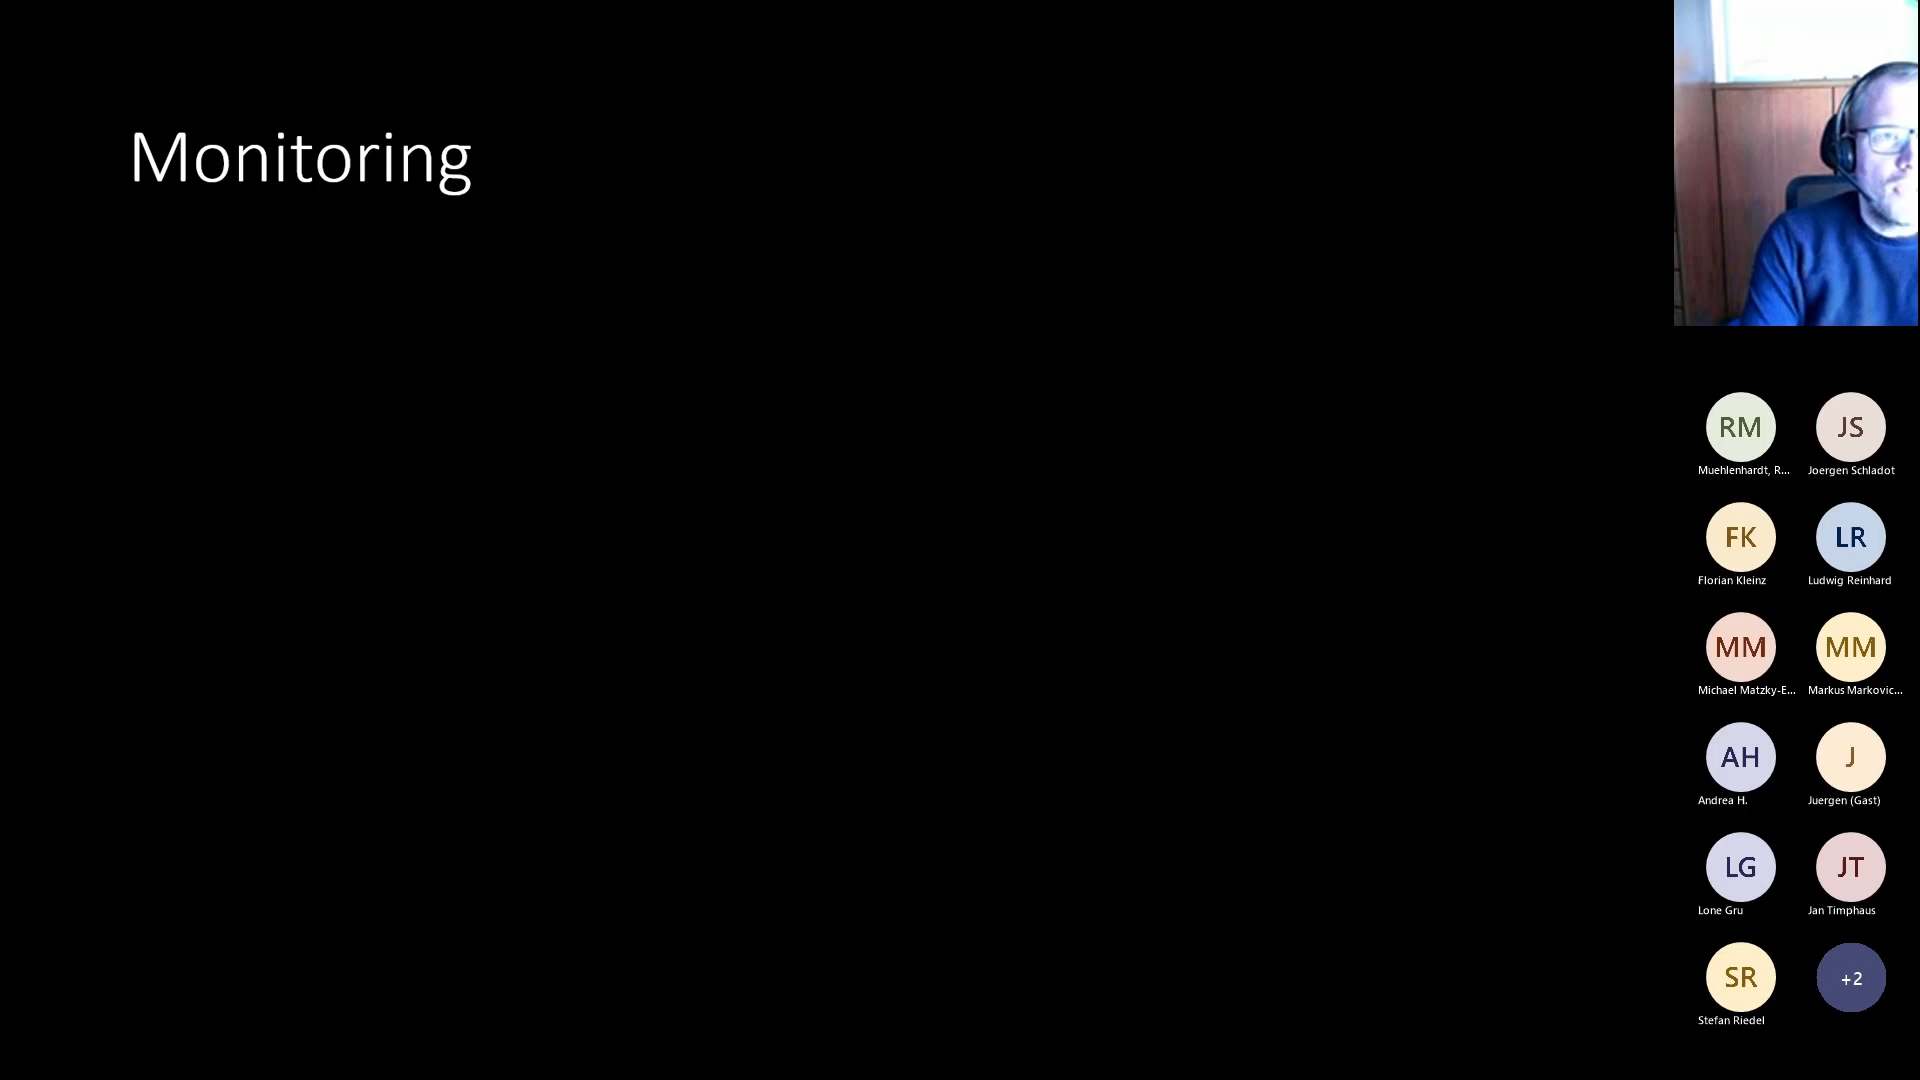 Monitoring
RM
JS
Muehlenhardt, R...
Joergen Schladot
FK
LR
Florian Kleinz
Ludwig Reinhard
MM
MM
Michael Matzky-E...
Markus Markovic...
AH
J
Andrea H.
Juergen (Gast)
LG
JT
Lone Gru
Jan Timphaus
SR
+2
Stefan Riedel